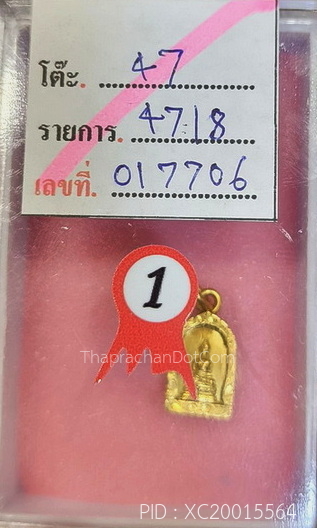 โต๊ะ. 47
รายการ. 4718
เลขที่. 017706
1
ThaprachanDotCom
PID : XC20015564